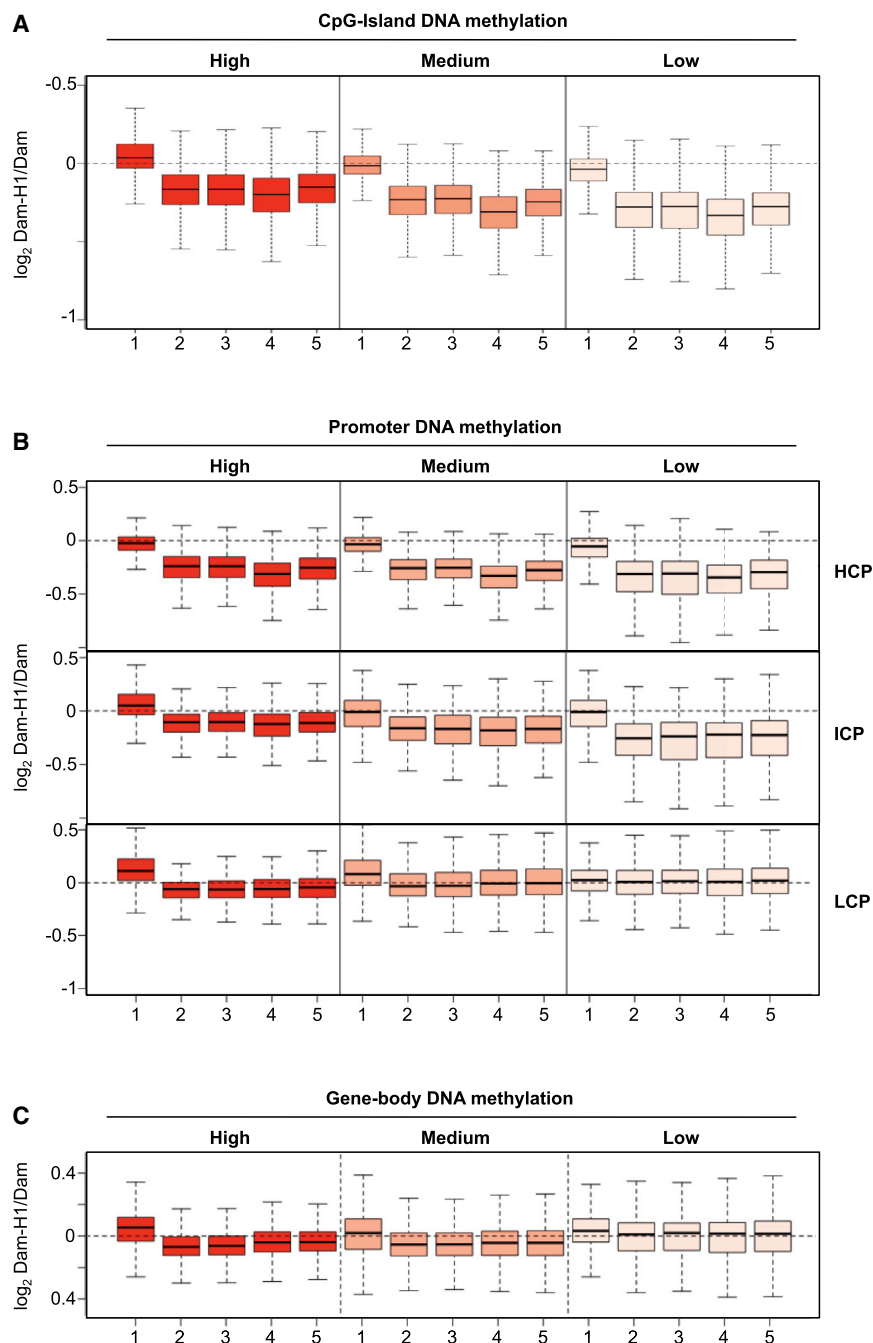 A
CpG-Island DNA methylation
High Medium Low
-0.5
0
-1
log2 Dam-H1/Dam
1 2 3 4 5 1 2 3 4 5 1 2 3 4 5
B
Promoter DNA methylation
High Medium Low
0.5
0
-0.5
HCP
0.5
0
-0.5
log2 Dam-H1/Dam
ICP
0.5
0
-0.5
-1
LCP
1 2 3 4 5 1 2 3 4 5 1 2 3 4 5
C
Gene-body DNA methylation
High Medium Low
0.4
0
0.4
log2 Dam-H1/Dam
1 2 3 4 5 1 2 3 4 5 1 2 3 4 5